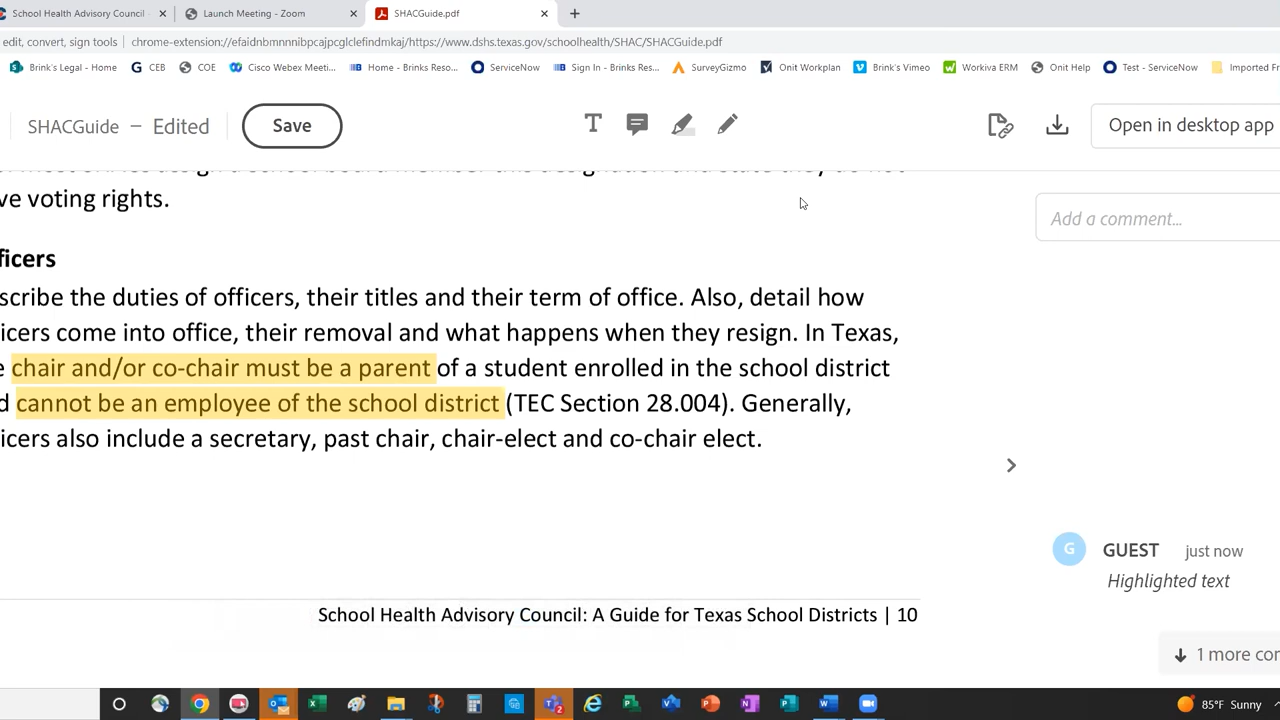 School Health Advisory Council
Launch Meeting - Zoom
SHACGuide.pdf
edit, convert, sign tools
chrome-extension://efaidnbmnnnibpcajpcglclefindmkaj/https://www.dshs.texas.gov/schoolhealth/SHAC/SHACGuide.pdf
Brink's Legal - Home
CEB
COE
Cisco Webex Meeti...
Home - Brinks Reso...
ServiceNow
Sign In - Brinks Res...
SurveyGizmo
Onit Workplan
Brink's Vimeo
Workiva ERM
Onit Help
Test - ServiceNow
Imported Fr
SHACGuide – Edited
Save
Open in desktop app
ve voting rights.
Add a comment...
ficers
scribe the duties of officers, their titles and their term of office. Also, detail how
icers come into office, their removal and what happens when they resign. In Texas,
e chair and/or co-chair must be a parent of a student enrolled in the school district
d cannot be an employee of the school district (TEC Section 28.004). Generally,
icers also include a secretary, past chair, chair-elect and co-chair elect.
G
GUEST just now
Highlighted text
School Health Advisory Council: A Guide for Texas School Districts | 10
1 more cor
85°F Sunny